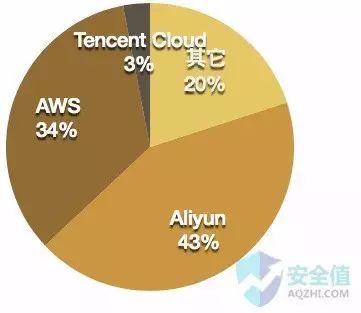 Tencent Cloud
3%
其它
20%
AWS
34%
Aliyun
43%
安全值
AQZHI.COM